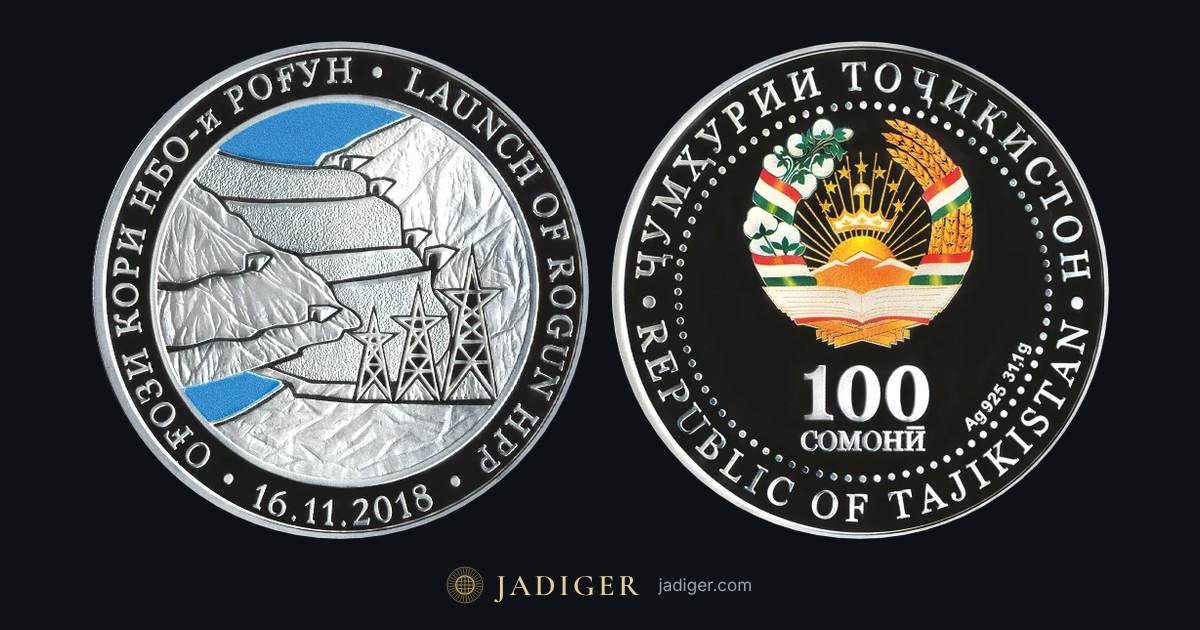 ОҒОЗИ КОРИ НБО-и РОҒУН • LAUNCH OF ROGUN HPP
• 16.11.2018 •
ҶУМҲУРИИ ТОҶИКИСТОН
100
СОМОНӢ
Ag 925 31,1g
• REPUBLIC OF TAJIKISTAN •
JADIGER jadiger.com